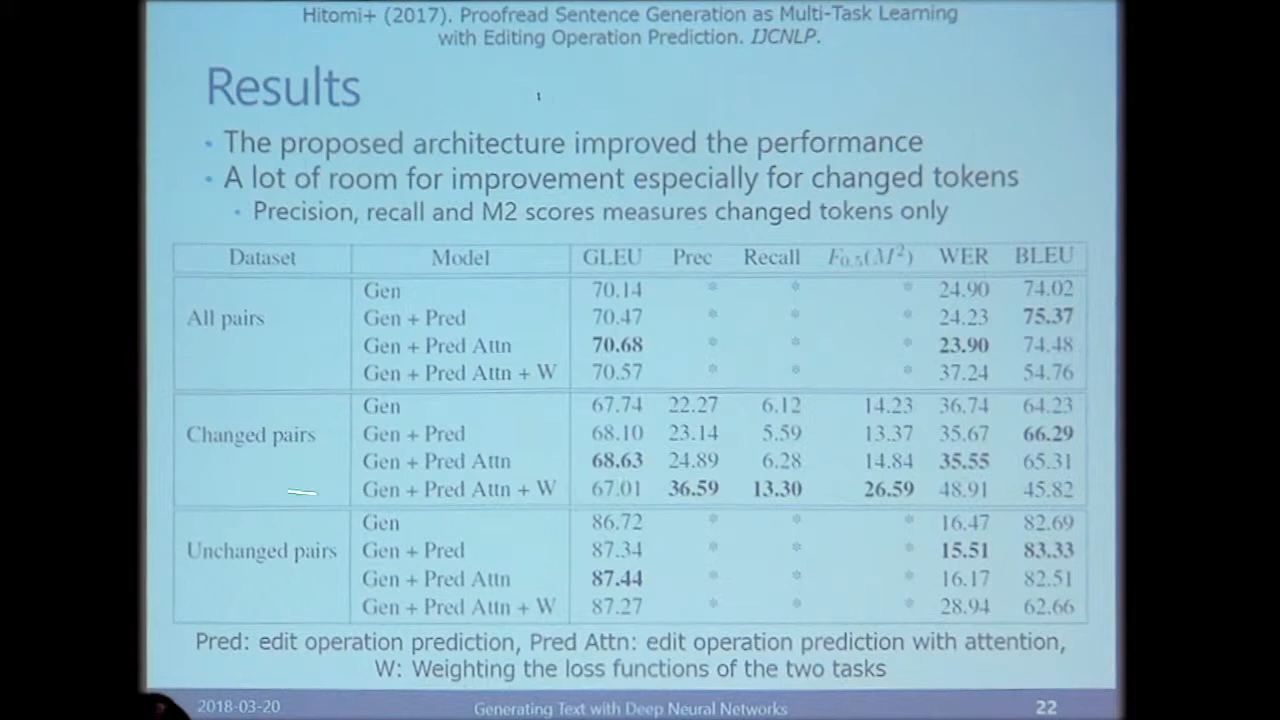 Hitomi+ (2017). Proofread Sentence Generation as Multi-Task Learning
with Editing Operation Prediction. IJCNLP.
Results
• The proposed architecture improved the performance
• A lot of room for improvement especially for changed tokens
• Precision, recall and M2 scores measures changed tokens only
Dataset Model GLEU Prec Recall F0.5(M²) WER BLEU
Gen 70.14 * * * 24.90 74.02
All pairs Gen + Pred 70.47 * * * 24.23 75.37
Gen + Pred Attn 70.68 * * * 23.90 74.48
Gen + Pred Attn + W 70.57 * * * 37.24 54.76
Gen 67.74 22.27 6.12 14.23 36.74 64.23
Changed pairs Gen + Pred 68.10 23.14 5.59 13.37 35.67 66.29
Gen + Pred Attn 68.63 24.89 6.28 14.84 35.55 65.31
Gen + Pred Attn + W 67.01 36.59 13.30 26.59 48.91 45.82
Gen 86.72 * * * 16.47 82.69
Unchanged pairs Gen + Pred 87.34 * * * 15.51 83.33
Gen + Pred Attn 87.44 * * * 16.17 82.51
Gen + Pred Attn + W 87.27 * * * 28.94 62.66
Pred: edit operation prediction, Pred Attn: edit operation prediction with attention,
W: Weighting the loss functions of the two tasks
2018-03-20 Generating Text with Deep Neural Networks 22